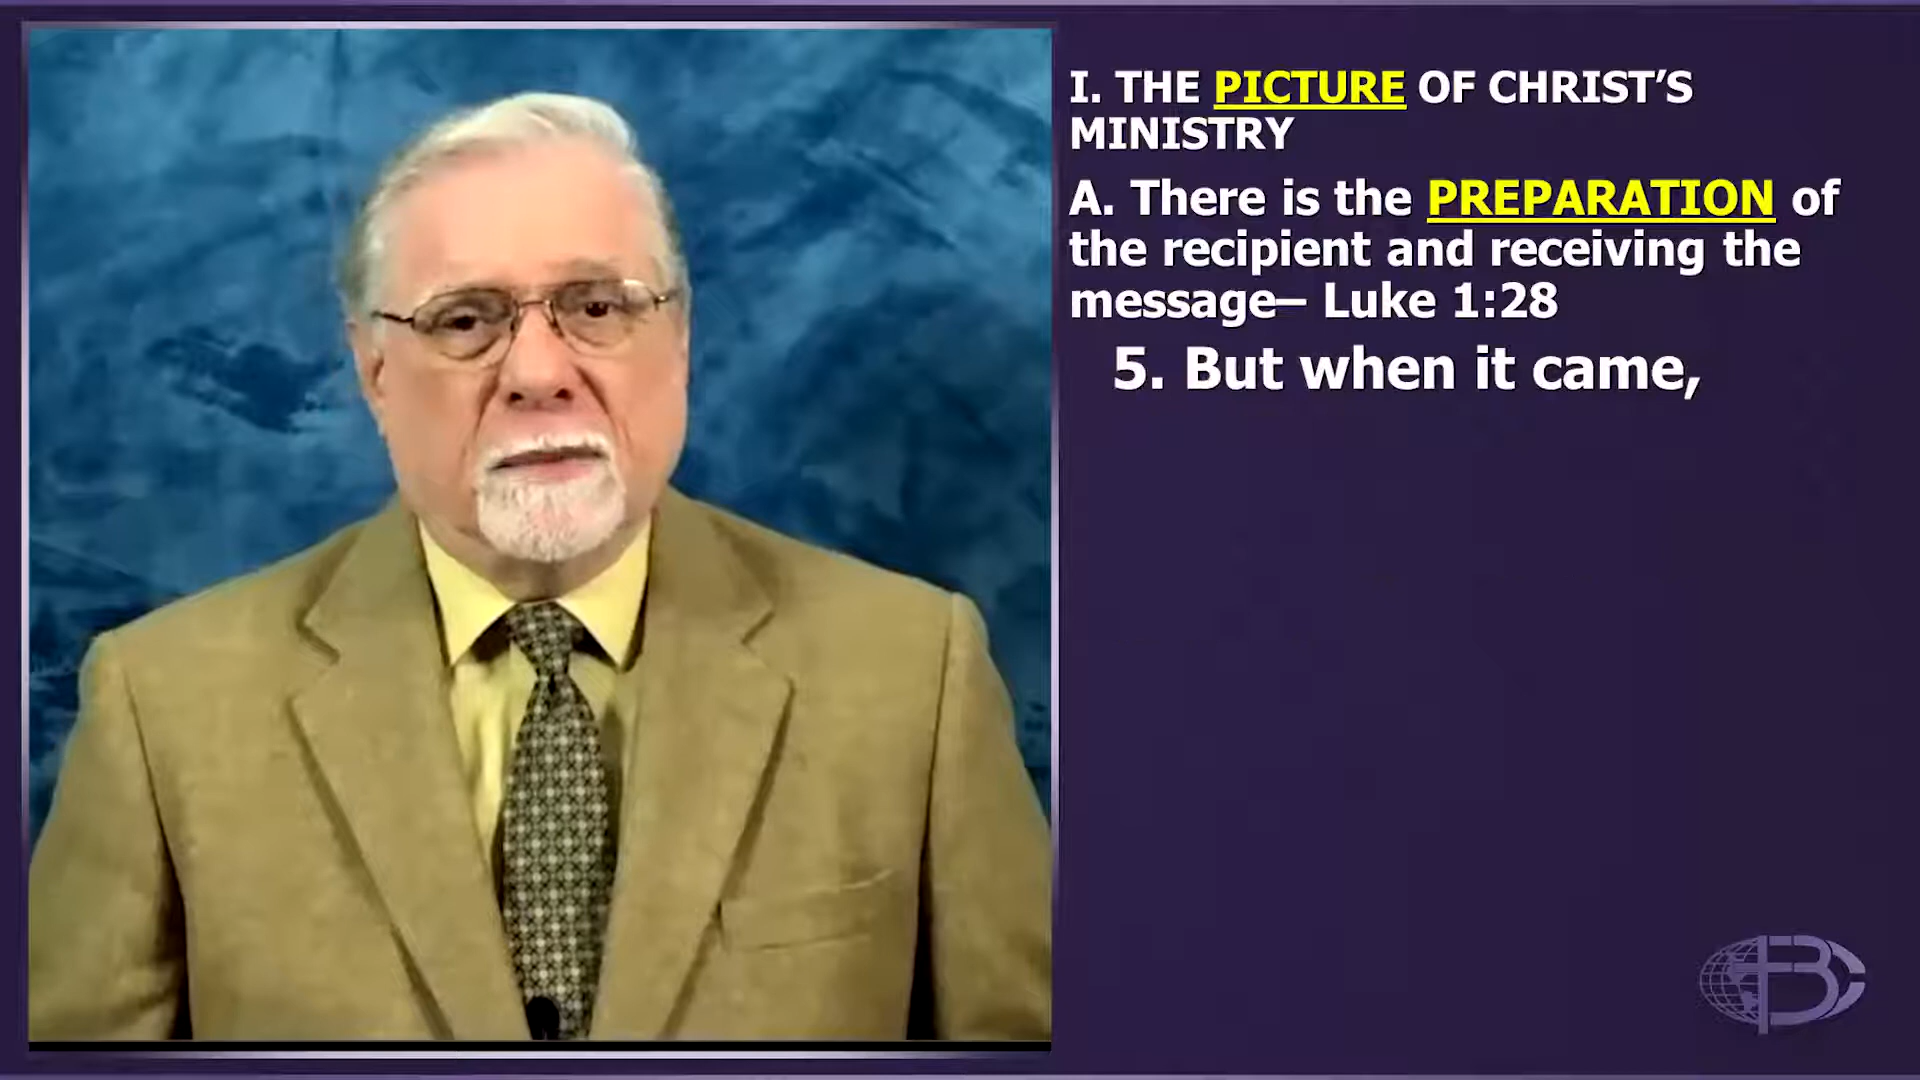 I. THE PICTURE OF CHRIST’S
MINISTRY
A. There is the PREPARATION of
the recipient and receiving the
message– Luke 1:28
5. But when it came,